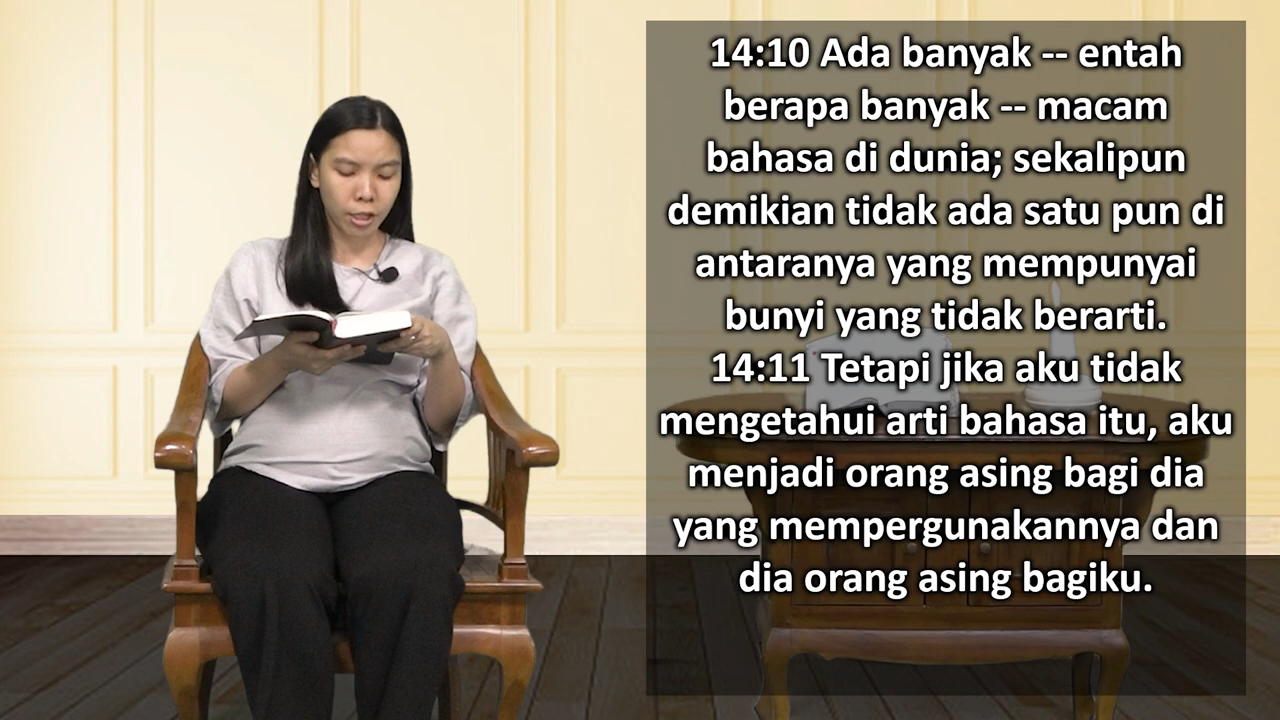 14:10 Ada banyak -- entah
berapa banyak -- macam
bahasa di dunia; sekalipun
demikian tidak ada satu pun di
antaranya yang mempunyai
bunyi yang tidak berarti.
14:11 Tetapi jika aku tidak
mengetahui arti bahasa itu, aku
menjadi orang asing bagi dia
yang mempergunakannya dan
dia orang asing bagiku.